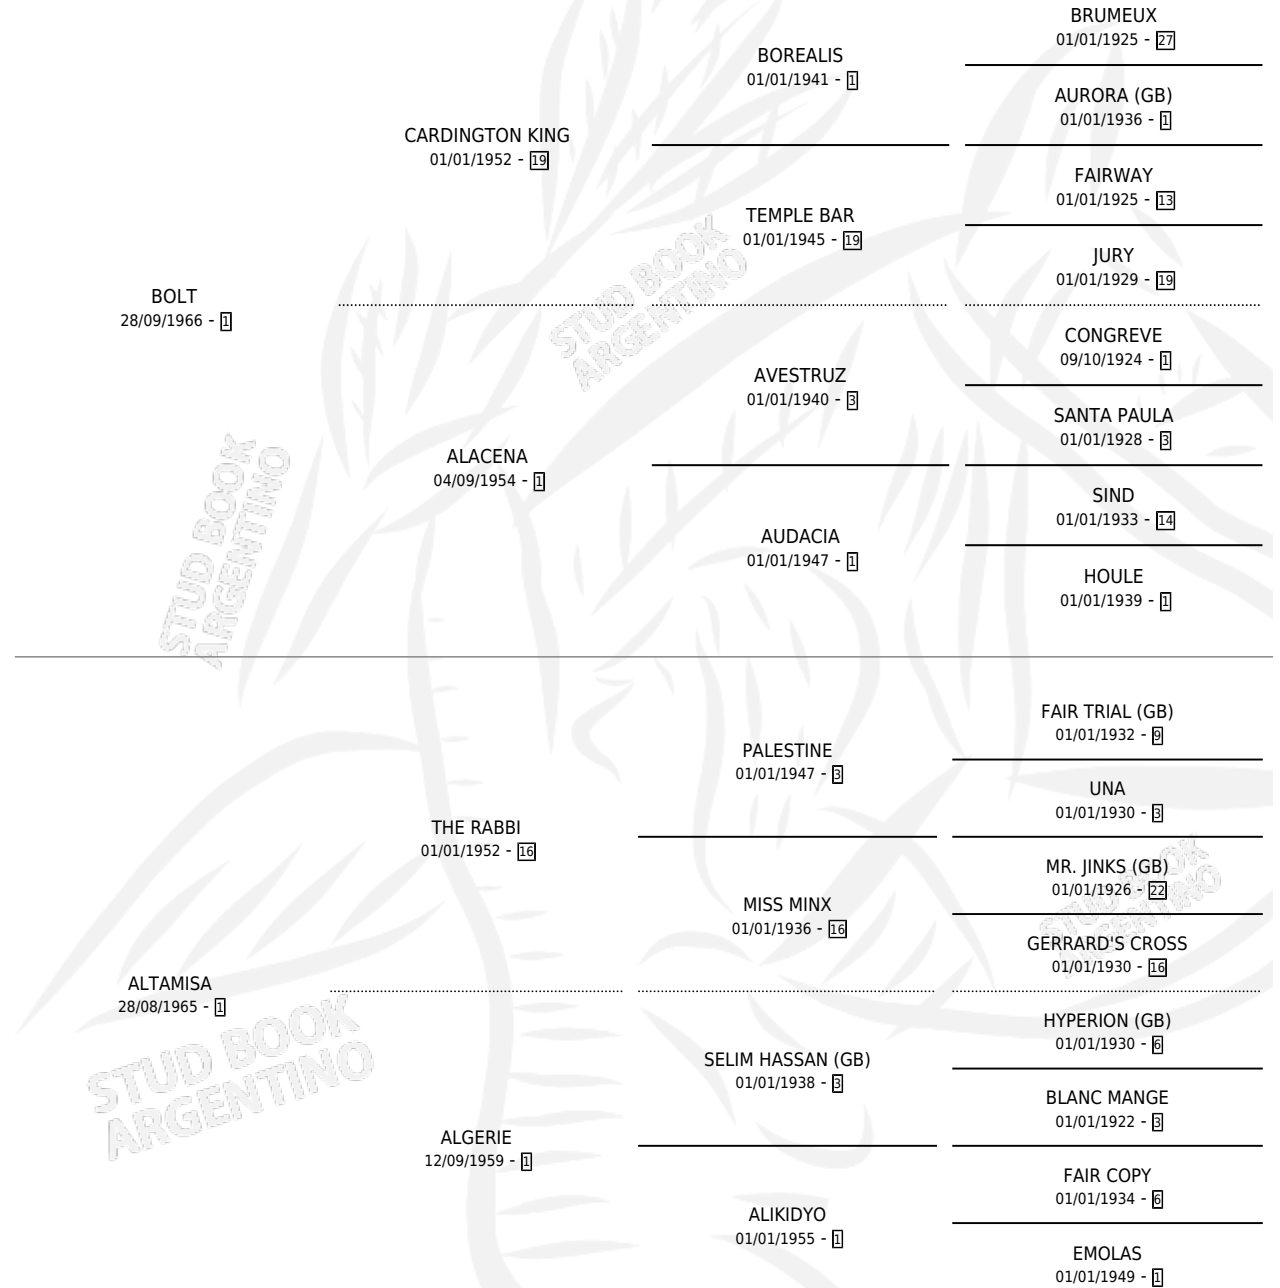 BRUMEUX
01/01/1925 - 27
BOREALIS
01/01/1941 - 1
AURORA (GB)
01/01/1936 - 1
CARDINGTON KING
01/01/1952 - 19
FAIRWAY
01/01/1925 - 13
TEMPLE BAR
01/01/1945 - 19
JURY
01/01/1929 - 19
BOLT
28/09/1966 - 1
CONGREVE
09/10/1924 - 1
AVESTRUZ
01/01/1940 - 3
SANTA PAULA
01/01/1928 - 3
ALACENA
04/09/1954 - 1
SIND
01/01/1933 - 14
AUDACIA
01/01/1947 - 1
HOULE
01/01/1939 - 1
FAIR TRIAL (GB)
01/01/1932 - 9
PALESTINE
01/01/1947 - 3
UNA
01/01/1930 - 3
THE RABBI
01/01/1952 - 16
MR. JINKS (GB)
01/01/1926 - 22
MISS MINX
01/01/1936 - 16
GERRARD'S CROSS
01/01/1930 - 16
ALTAMISA
28/08/1965 - 1
HYPERION (GB)
01/01/1930 - 6
SELIM HASSAN (GB)
01/01/1938 - 3
BLANC MANGE
01/01/1922 - 3
ALGERIE
12/09/1959 - 1
FAIR COPY
01/01/1934 - 6
ALIKIDYO
01/01/1955 - 1
EMOLAS
01/01/1949 - 1
STUD BOOK
ARGENTINO
STUD BOOK
ARGENTINO
STUD BOOK
ARGENTINO
STUD BOOK
ARGENTINO